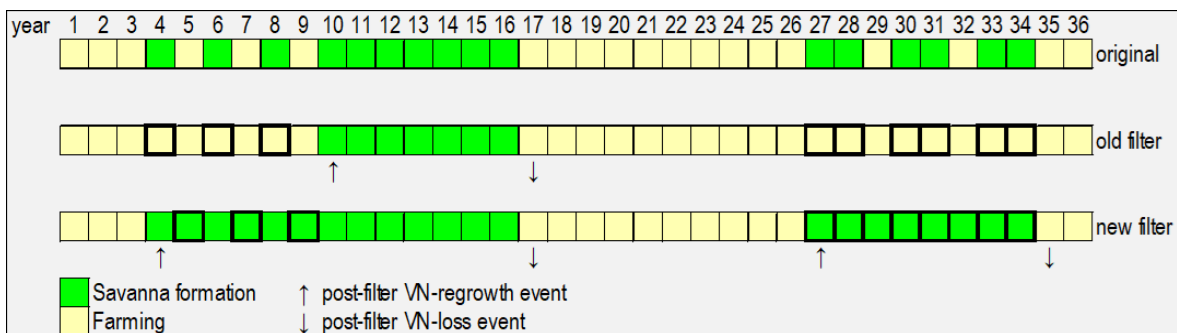 year 1 2 3 4 5 6 7 8 9 10 11 12 13 14 15 16 17 18 19 20 21 22 23 24 25 26 27 28 29 30 31 32 33 34 35 36
original
old filter
↑ ↓
new filter
↑ ↓ ↑ ↓
Savanna formation ↑ post-filter VN-regrowth event
Farming ↓ post-filter VN-loss event